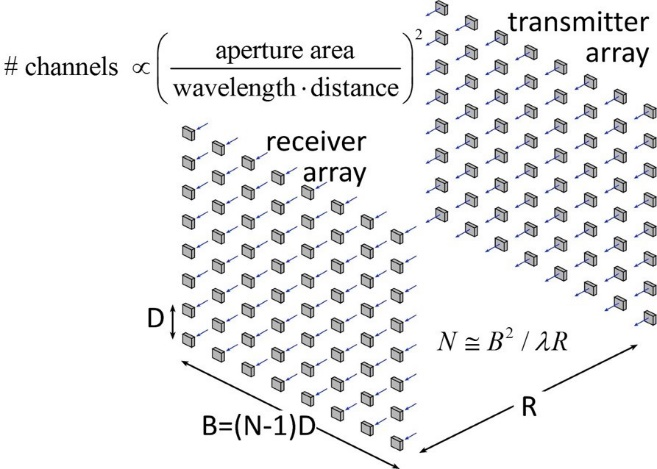 # channels ∝ (aperture area / wavelength · distance)²
transmitter
array
receiver
array
D
N ≅ B² / λR
B=(N-1)D
R